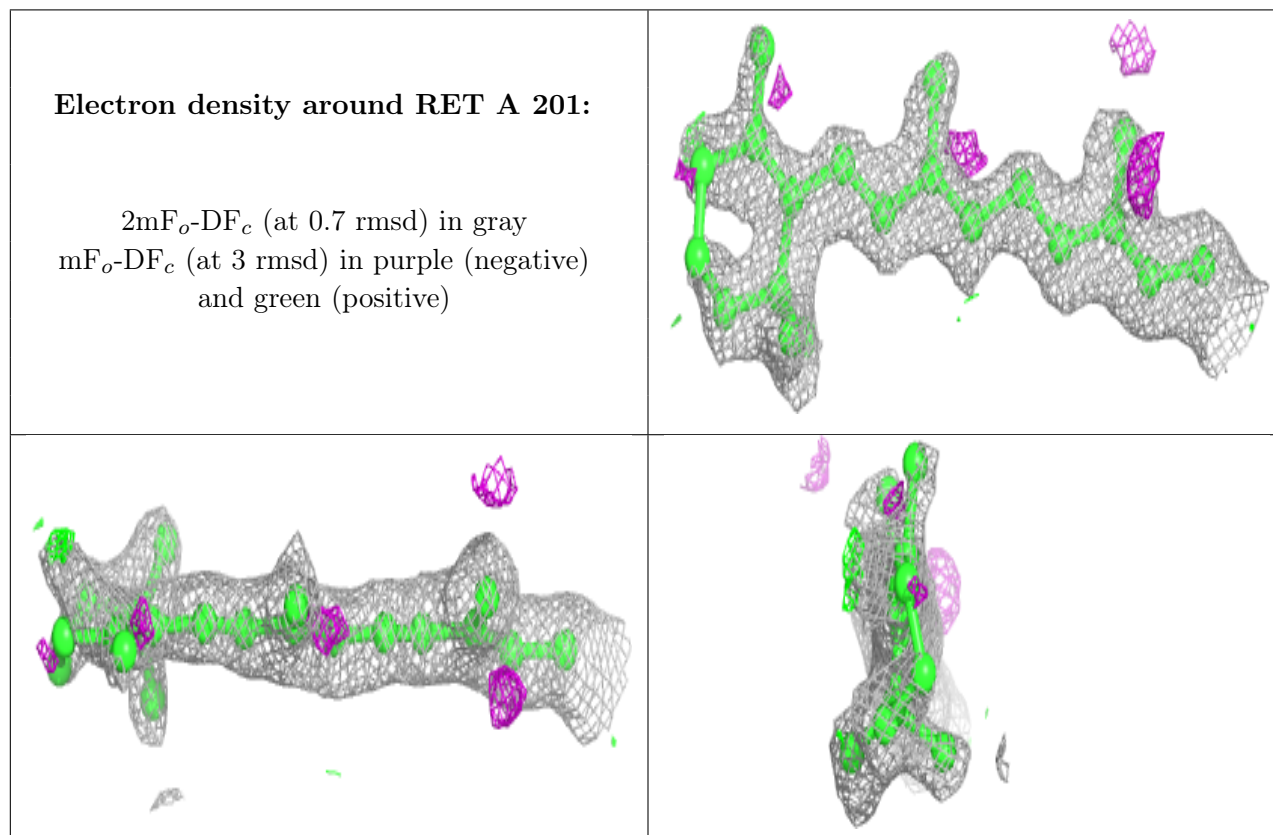 Electron density around RET A 201:
2mFo-DFc (at 0.7 rmsd) in gray
mFo-DFc (at 3 rmsd) in purple (negative)
and green (positive)